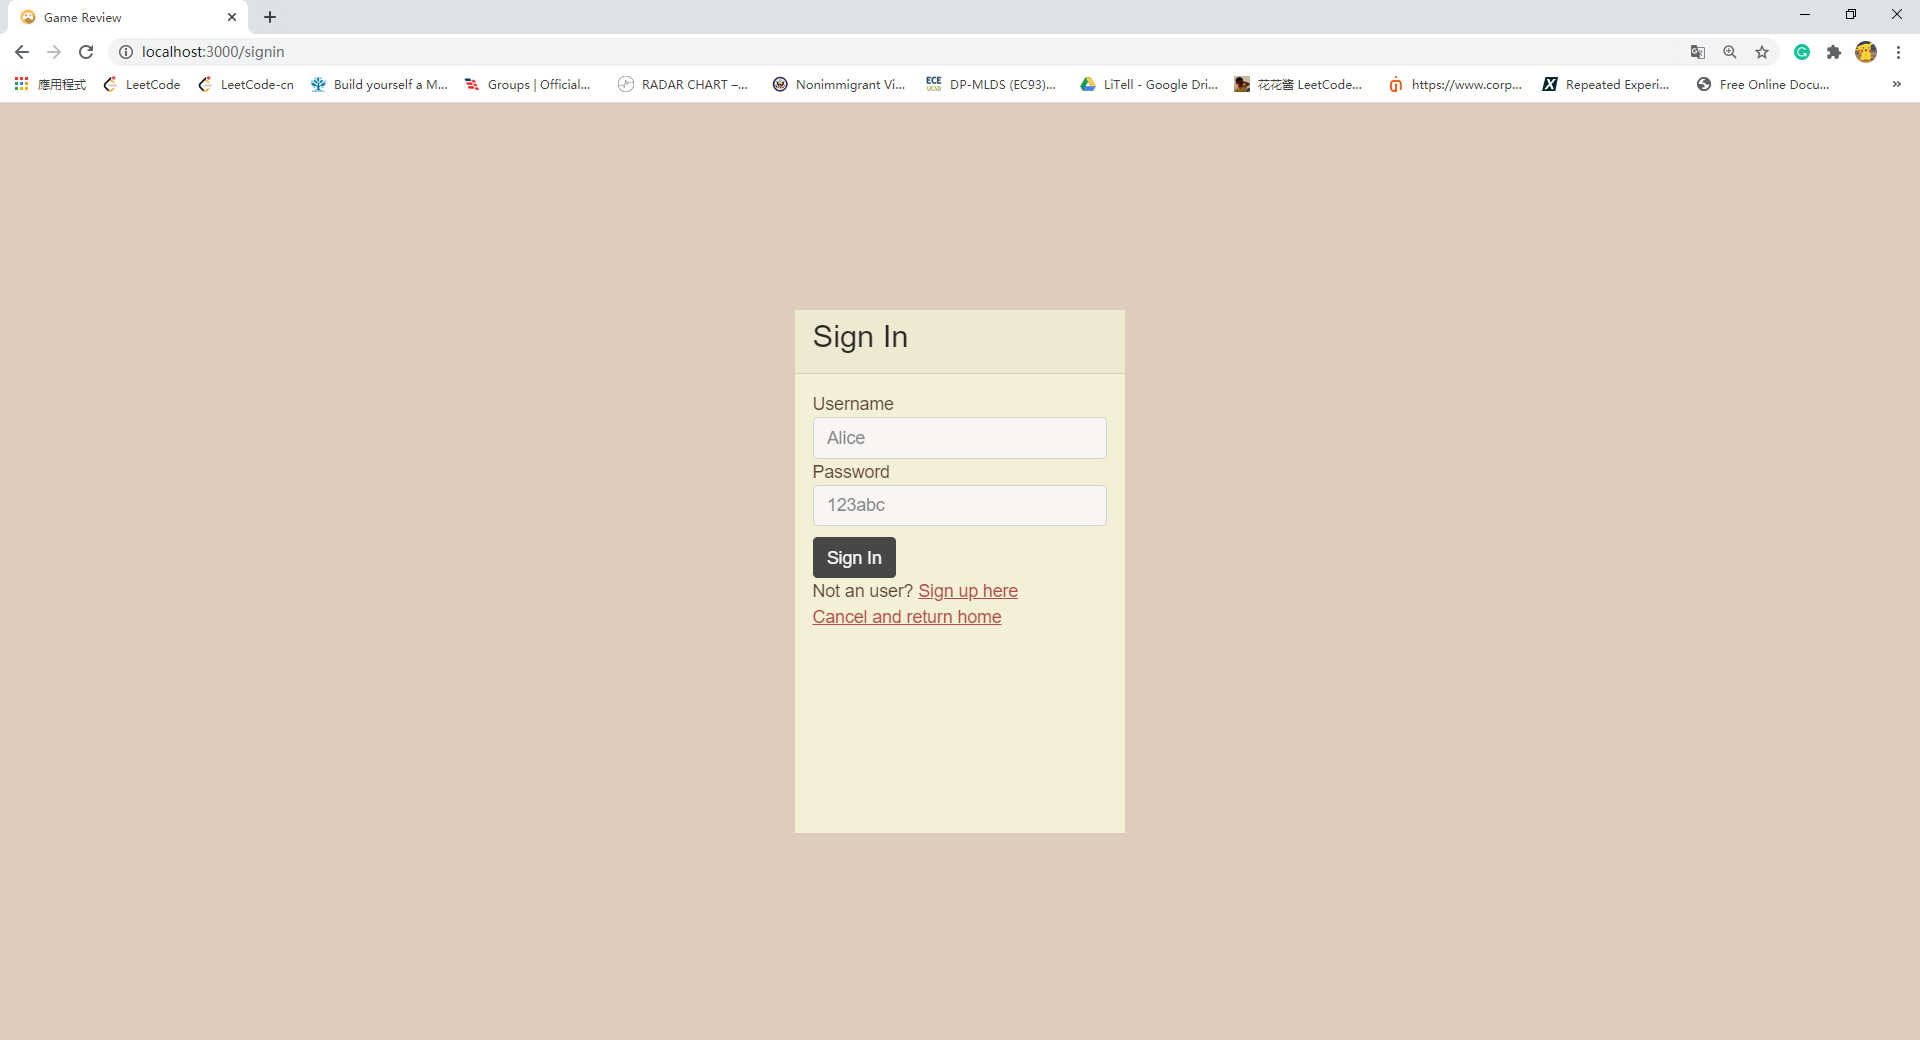 Game Review
localhost:3000/signin
應用程式 LeetCode LeetCode-cn Build yourself a M... Groups | Official... RADAR CHART –... Nonimmigrant Vi... ECE UCSD DP-MLDS (EC93)... LiTell - Google Dri... 花花酱 LeetCode... https://www.corp... Repeated Experi... Free Online Docu... »
Sign In
Username
Alice
Password
123abc
Sign In
Not an user? Sign up here
Cancel and return home